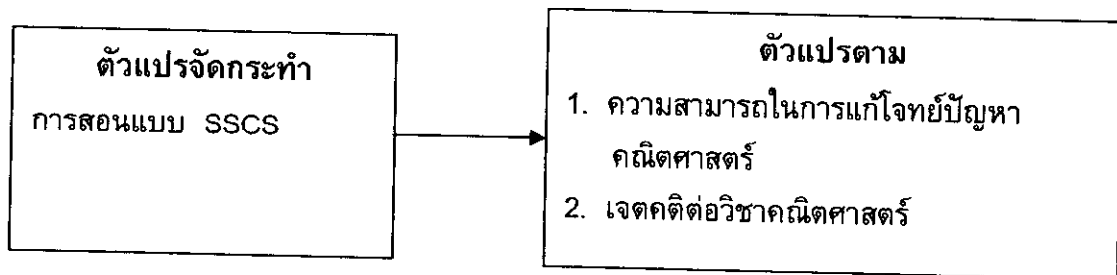 ตัวแปรจัดกระทำ
การสอนแบบ SSCS
ตัวแปรตาม
1. ความสามารถในการแก้โจทย์ปัญหา
คณิตศาสตร์
2. เจตคติต่อวิชาคณิตศาสตร์